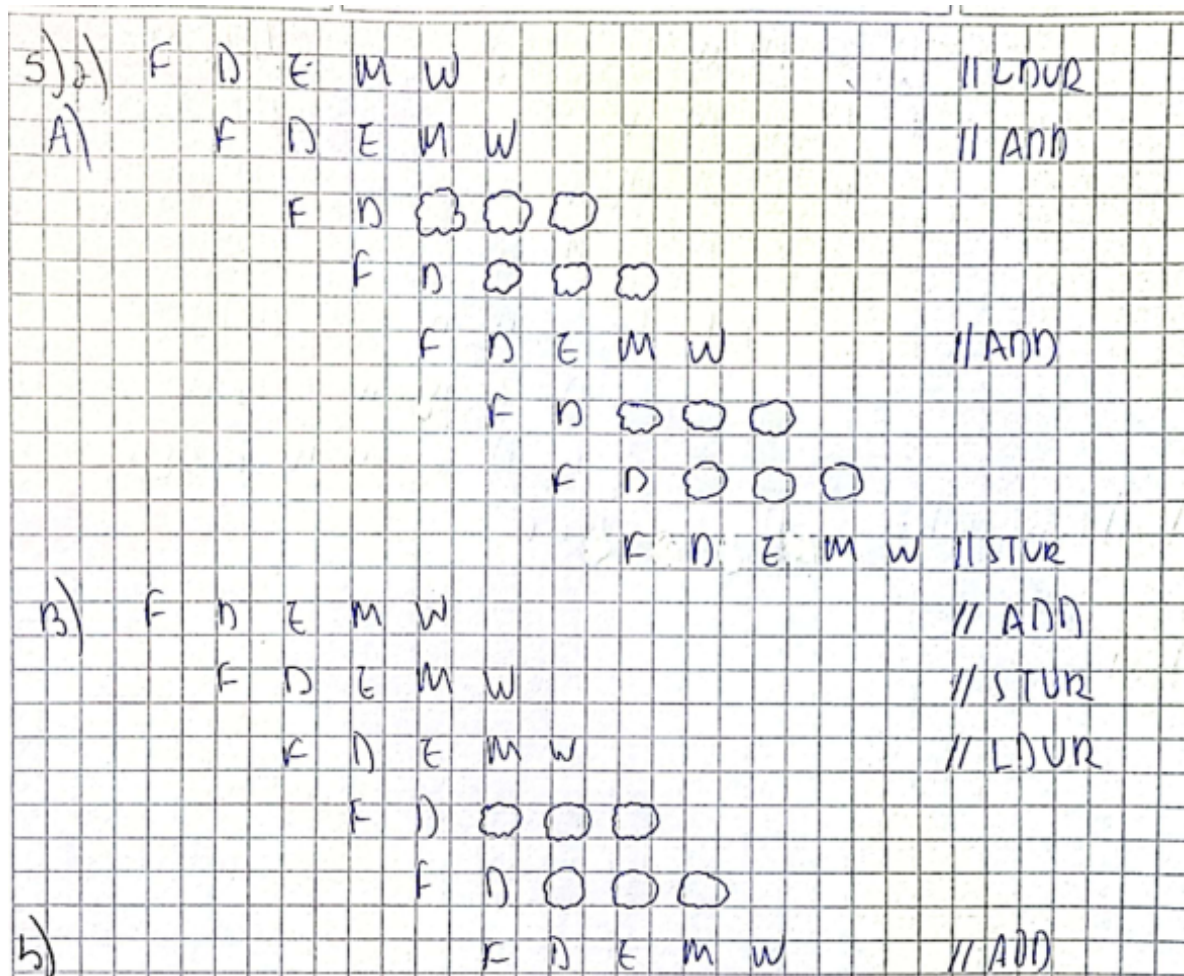 5) a) F D E M W // LDUR
A) F D E M W // ADD
F D
F D
F D E M W // ADD
F D
F D
F D E M W // STUR
B) F D E M W // ADD
F D E M W // STUR
F D E M W // LDUR
F D
F D
b) F D E M W // ADD